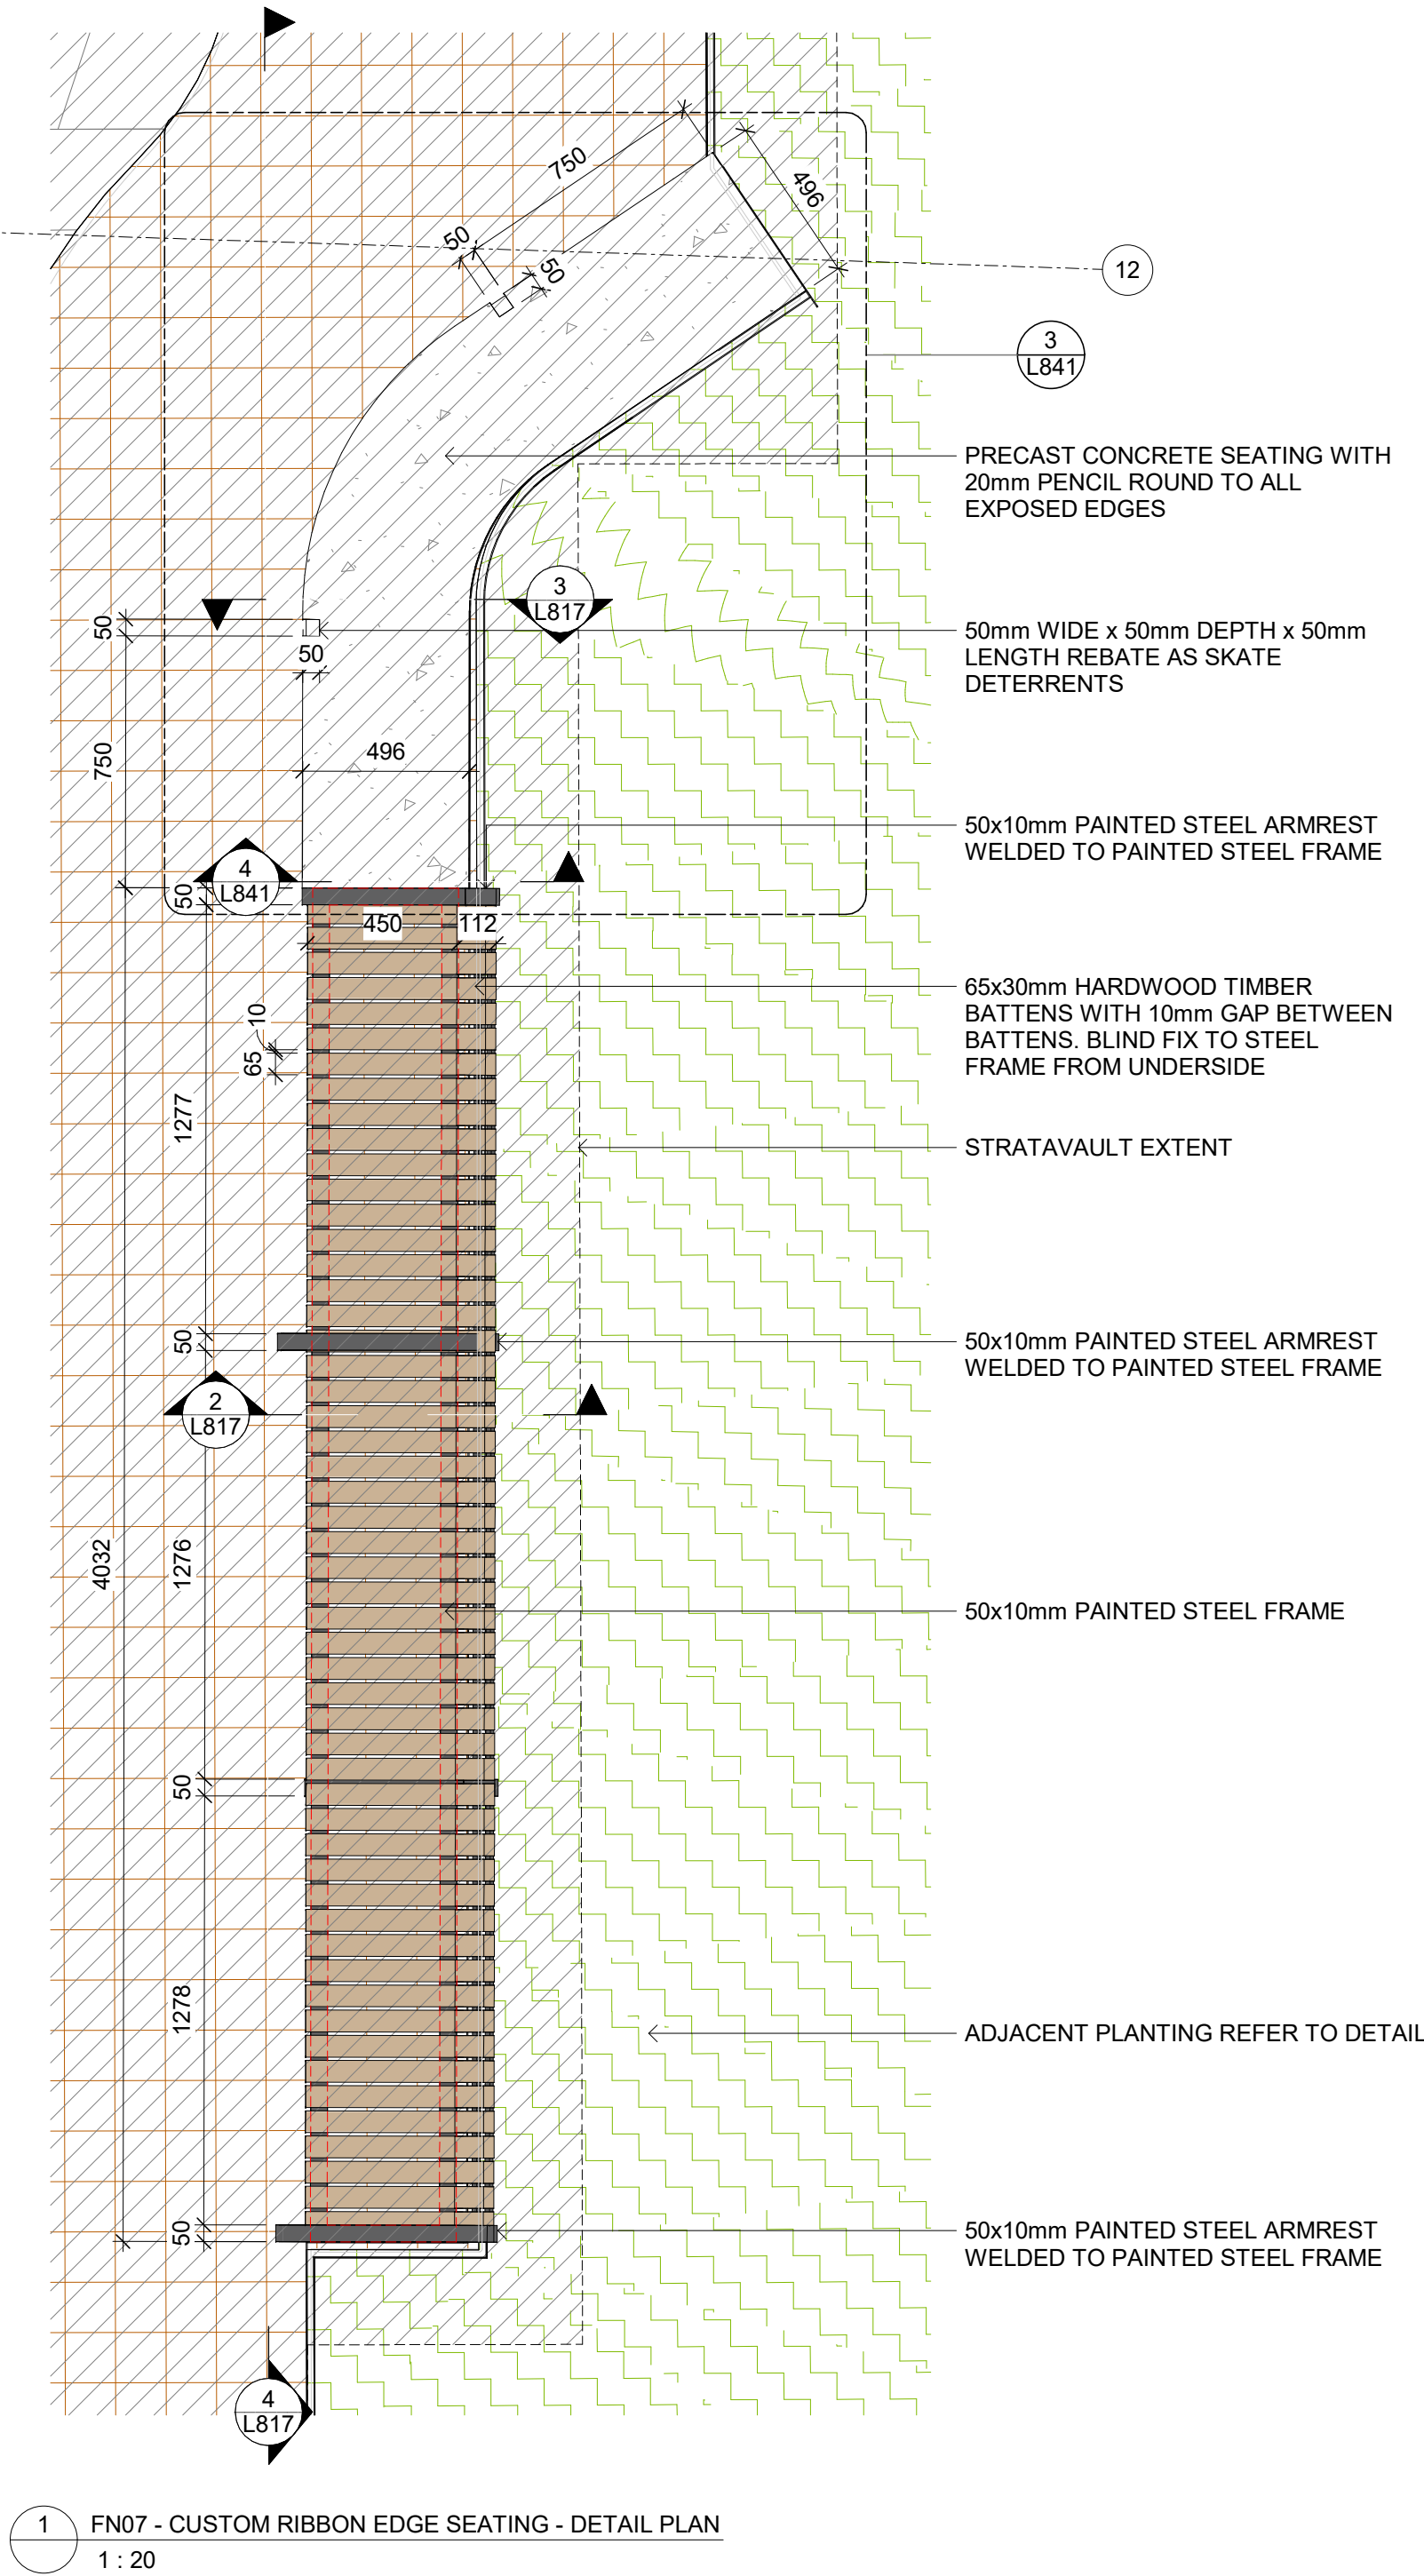 750
496
50
50
12
3
L841
PRECAST CONCRETE SEATING WITH
20mm PENCIL ROUND TO ALL
EXPOSED EDGES
3
L817
50
50
50mm WIDE x 50mm DEPTH x 50mm
LENGTH REBATE AS SKATE
DETERRENTS
750
496
50x10mm PAINTED STEEL ARMREST
WELDED TO PAINTED STEEL FRAME
4
L841
50
450
112
65x30mm HARDWOOD TIMBER
BATTENS WITH 10mm GAP BETWEEN
BATTENS. BLIND FIX TO STEEL
FRAME FROM UNDERSIDE
10
65
1277
STRATAVAULT EXTENT
50
50x10mm PAINTED STEEL ARMREST
WELDED TO PAINTED STEEL FRAME
2
L817
4032
1276
50x10mm PAINTED STEEL FRAME
50
1278
ADJACENT PLANTING REFER TO DETAIL
50
50x10mm PAINTED STEEL ARMREST
WELDED TO PAINTED STEEL FRAME
4
L817
1
FN07 - CUSTOM RIBBON EDGE SEATING - DETAIL PLAN
1 : 20